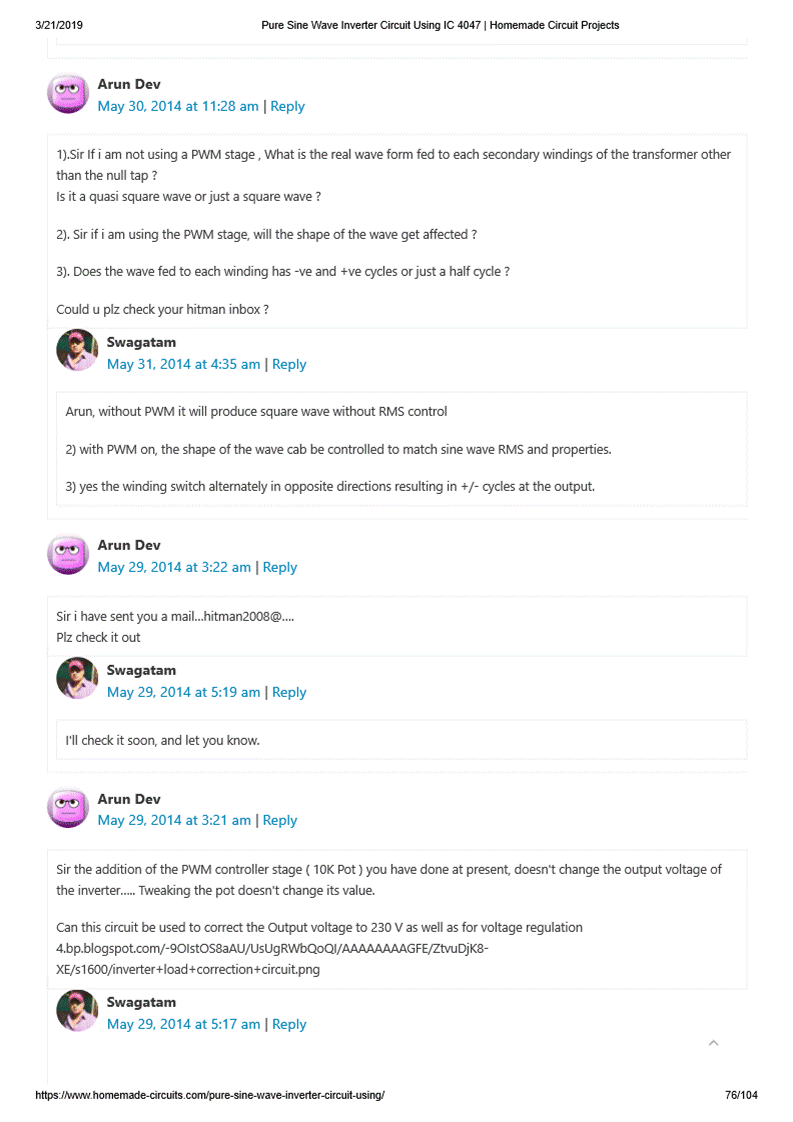 3/21/2019
Pure Sine Wave Inverter Circuit Using IC 4047 | Homemade Circuit Projects
Arun Dev
May 30, 2014 at 11:28 am | Reply
1).Sir If i am not using a PWM stage , What is the real wave form fed to each secondary windings of the transformer other
than the null tap ?
Is it a quasi square wave or just a square wave ?
2). Sir if i am using the PWM stage, will the shape of the wave get affected ?
3). Does the wave fed to each winding has -ve and +ve cycles or just a half cycle ?
Could u plz check your hitman inbox ?
Swagatam
May 31, 2014 at 4:35 am | Reply
Arun, without PWM it will produce square wave without RMS control
2) with PWM on, the shape of the wave cab be controlled to match sine wave RMS and properties.
3) yes the winding switch alternately in opposite directions resulting in +/- cycles at the output.
Arun Dev
May 29, 2014 at 3:22 am | Reply
Sir i have sent you a mail...hitman2008@....
Plz check it out
Swagatam
May 29, 2014 at 5:19 am | Reply
I'll check it soon, and let you know.
Arun Dev
May 29, 2014 at 3:21 am | Reply
Sir the addition of the PWM controller stage ( 10K Pot ) you have done at present, doesn't change the output voltage of
the inverter..... Tweaking the pot doesn't change its value.
Can this circuit be used to correct the Output voltage to 230 V as well as for voltage regulation
4.bp.blogspot.com/-9OIstOS8aAU/UsUgRWbQoQI/AAAAAAAAGFE/ZtvuDjK8-
XE/s1600/inverter+load+correction+circuit.png
Swagatam
May 29, 2014 at 5:17 am | Reply
https://www.homemade-circuits.com/pure-sine-wave-inverter-circuit-using/
76/104